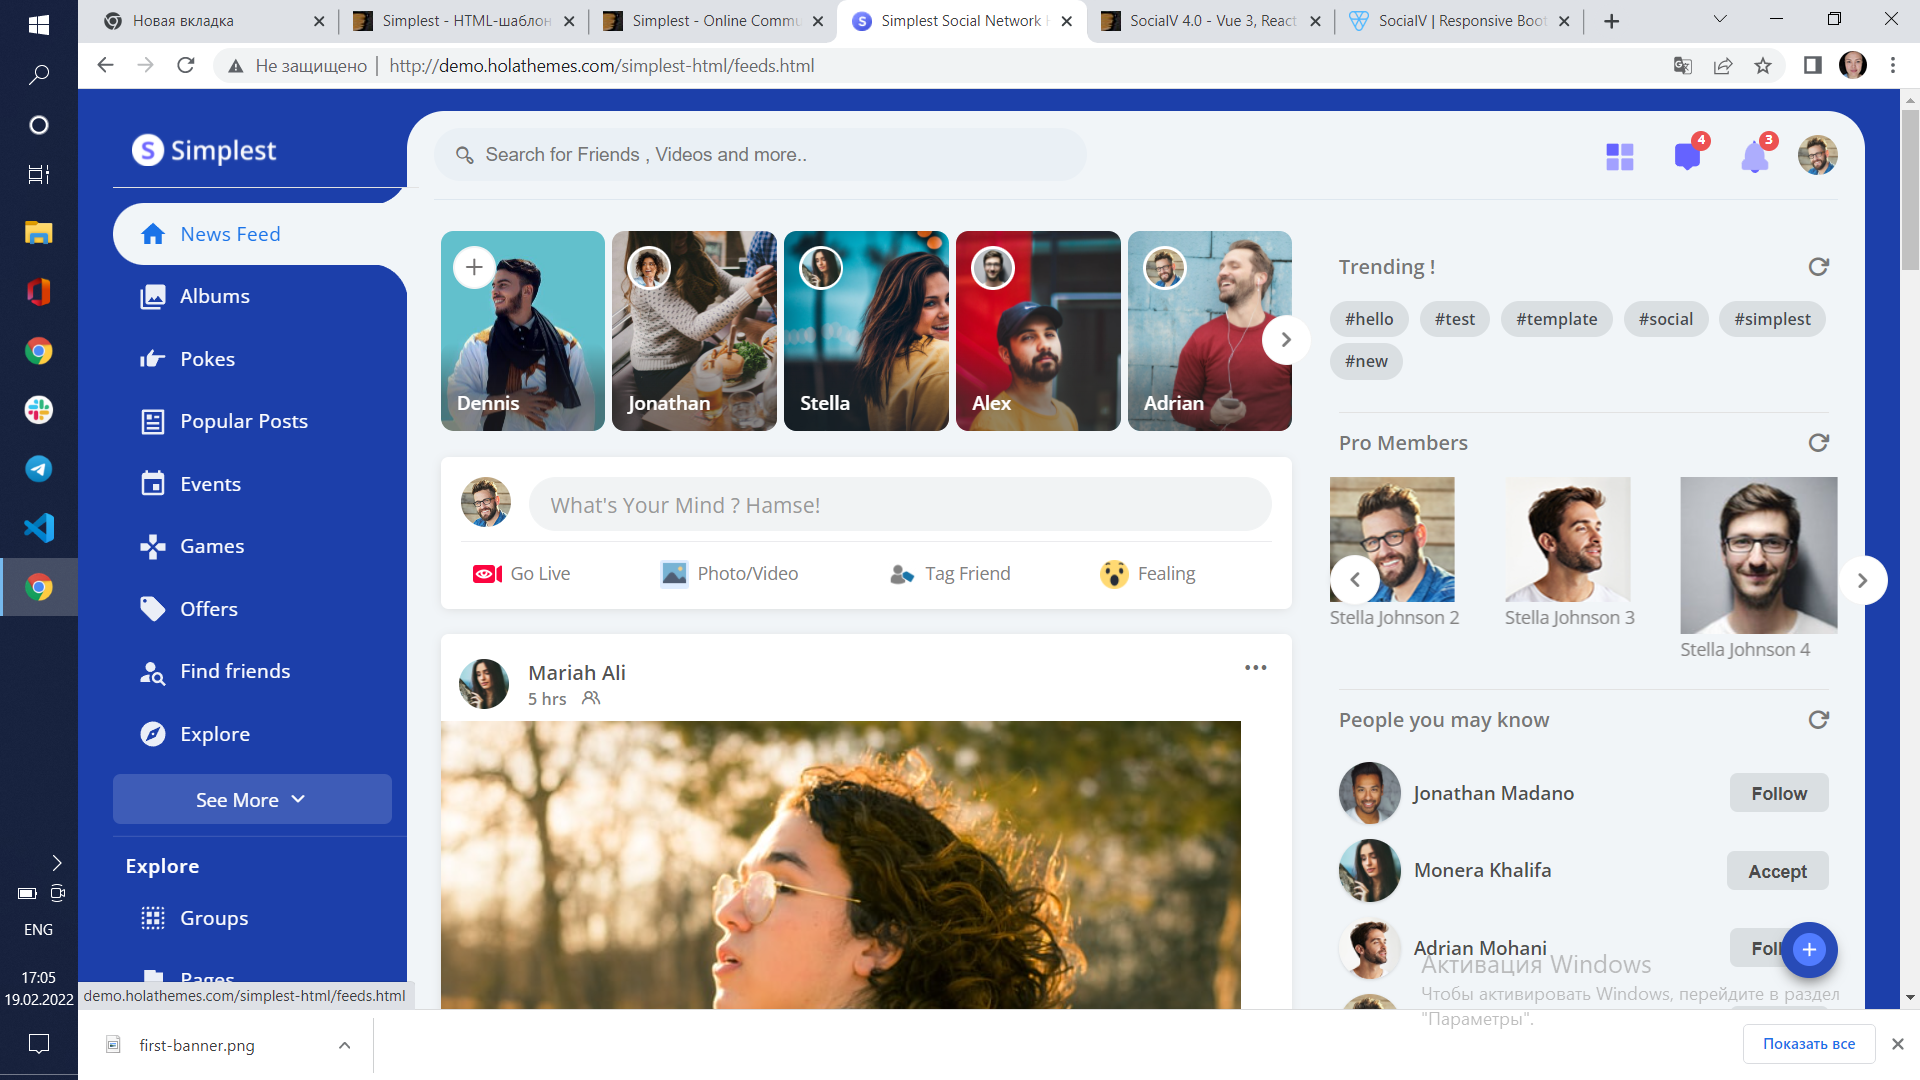 Новая вкладка
Simplest - HTML-шаблон
Simplest - Online Commu
Simplest Social Network
SocialV 4.0 - Vue 3, React
SocialV | Responsive Boot
Не защищено
http://demo.holathemes.com/simplest-html/feeds.html
S Simplest
Search for Friends , Videos and more..
4
3
News Feed
Albums
Pokes
Popular Posts
Events
Games
Offers
Find friends
Explore
See More
Explore
Groups
Pages
Dennis
Jonathan
Stella
Alex
Adrian
What's Your Mind ? Hamse!
Go Live
Photo/Video
Tag Friend
Fealing
Mariah Ali
5 hrs
Trending !
#hello
#test
#template
#social
#simplest
#new
Pro Members
Stella Johnson 2
Stella Johnson 3
Stella Johnson 4
People you may know
Jonathan Madano
Follow
Monera Khalifa
Accept
Adrian Mohani
Foll
Активация Windows
Чтобы активировать Windows, перейдите в раздел
"Параметры".
ENG
17:05
19.02.2022
demo.holathemes.com/simplest-html/feeds.html
first-banner.png
Показать все